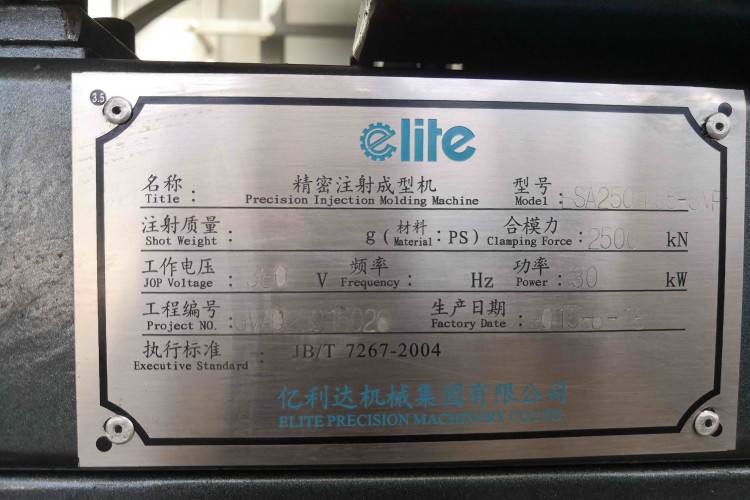 3.5
elite
名称 : 精密注射成型机 型号 :
Title Precision Injection Molding Machine Model
注射质量 : g ( 材料 : PS) 合模力 : 2500 kN
Shot Weight Material Clamping Force
工作电压 : 380 V 频率 : Hz 功率 : 30 kW
JOP Voltage Frequency Power
工程编号 : 生产日期 :
Project NO. Factory Date
执行标准 : JB/T 7267-2004
Executive Standard
亿利达机械集团有限公司
ELITE PRECISION MACHINERY CO.LTD.